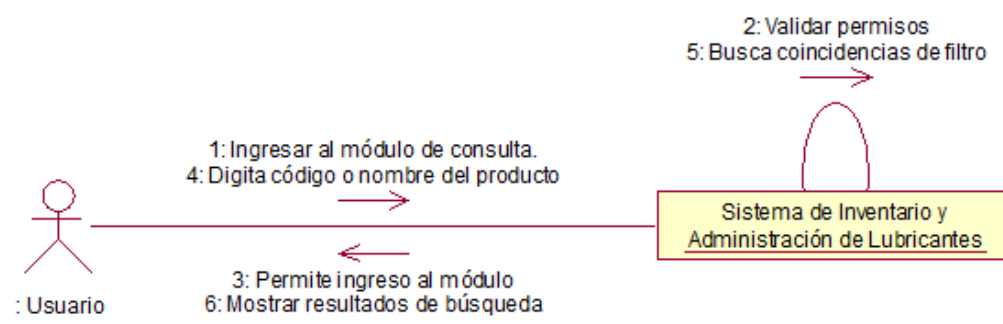 2: Validar permisos
5: Busca coincidencias de filtro
1: Ingresar al módulo de consulta.
4: Digita código o nombre del producto
Sistema de Inventario y
Administración de Lubricantes
3: Permite ingreso al módulo
6: Mostrar resultados de búsqueda
: Usuario